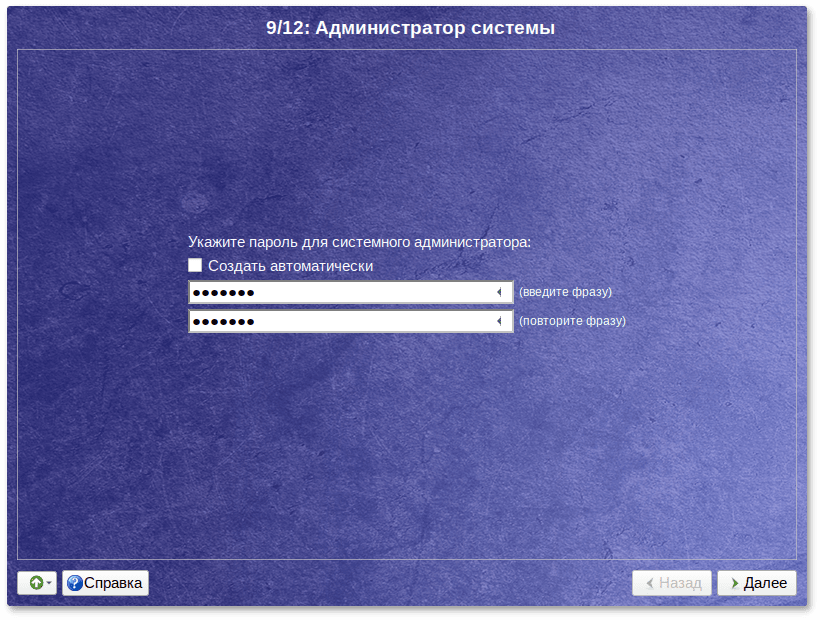 9/12: Администратор системы
Укажите пароль для системного администратора:
Создать автоматически
●●●●●●● (введите фразу)
●●●●●●● (повторите фразу)
Справка
Назад
Далее